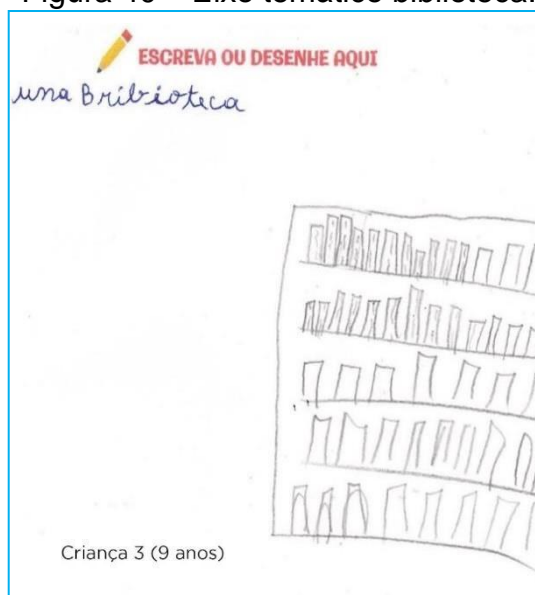 Figura 10 – Eixo temático biblioteca.
ESCREVA OU DESENHE AQUI
una Bribioteca
Criança 3 (9 anos)